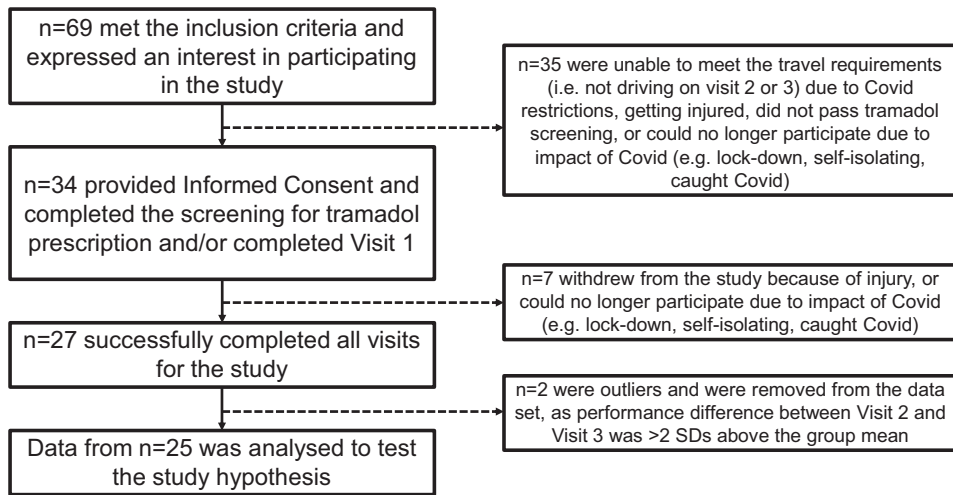 n=69 met the inclusion criteria and
expressed an interest in participating
in the study
n=35 were unable to meet the travel requirements
(i.e. not driving on visit 2 or 3) due to Covid
restrictions, getting injured, did not pass tramadol
screening, or could no longer participate due to
impact of Covid (e.g. lock-down, self-isolating,
caught Covid)
n=34 provided Informed Consent and
completed the screening for tramadol
prescription and/or completed Visit 1
n=7 withdrew from the study because of injury, or
could no longer participate due to impact of Covid
(e.g. lock-down, self-isolating, caught Covid)
n=27 successfully completed all visits
for the study
n=2 were outliers and were removed from the data
set, as performance difference between Visit 2 and
Visit 3 was >2 SDs above the group mean
Data from n=25 was analysed to test
the study hypothesis